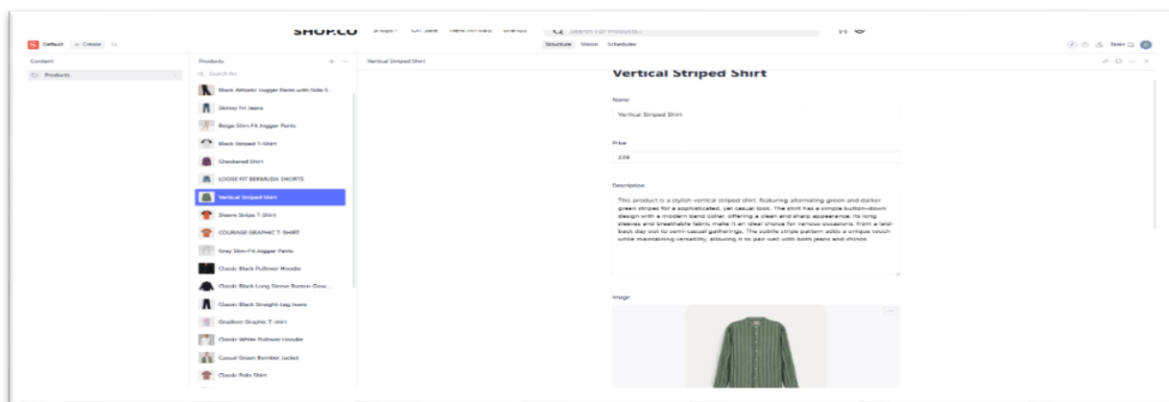 SHOP.CO Shops On Sale New Arrivals Brands Search For Products...
Default + Create Structure Vision Schedules Tasks
Content
Products
Products
Vertical Striped Shirt
Black Athletic Jogger Pants with Side S...
Skinny Fit Jeans
Beige Slim-Fit Jogger Pants
Black Striped T-Shirt
Checkered Shirt
LOOSE FIT BERMUDA SHORTS
Vertical Striped Shirt
Sleeve Stripe T-Shirt
COURAGE GRAPHIC T-SHIRT
Gray Slim-Fit Jogger Pants
Classic Black Pullover Hoodie
Classic Black Long Sleeve Button-Dow...
Classic Black Straight-Leg Jeans
Gradient Graphic T-shirt
Classic White Pullover Hoodie
Casual Green Bomber Jacket
Classic Polo Shirt
Vertical Striped Shirt
Name
Vertical Striped Shirt
Price
229
Description
This product is a stylish vertical striped shirt, featuring alternating green and darker
green stripes for a sophisticated, yet casual look. The shirt has a simple button-down
design with a modern band collar, offering a clean and sharp appearance. Its long
sleeves and breathable fabric make it an ideal choice for various occasions, from a laid-
back day out to semi-casual gatherings. The subtle stripe pattern adds a unique touch
while maintaining versatility, allowing it to pair well with both jeans and chinos.
Image